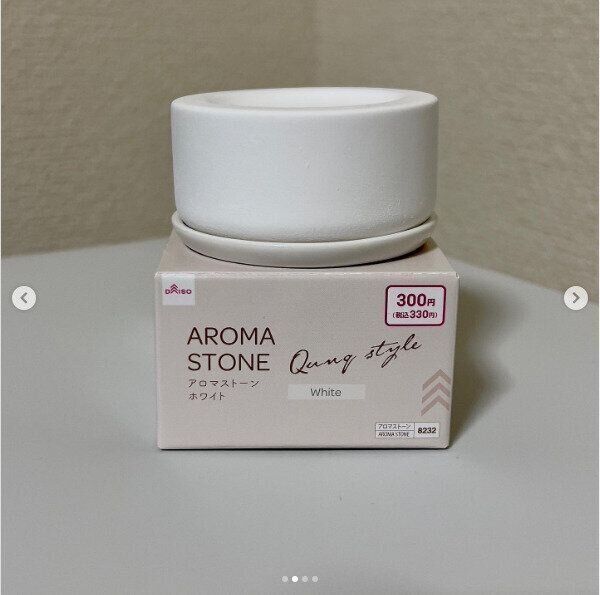 DAISO
300円
(税込330円)
AROMA
STONE
Qunq style
アロマストーン
ホワイト
White
アロマストーン
AROMA STONE
8232